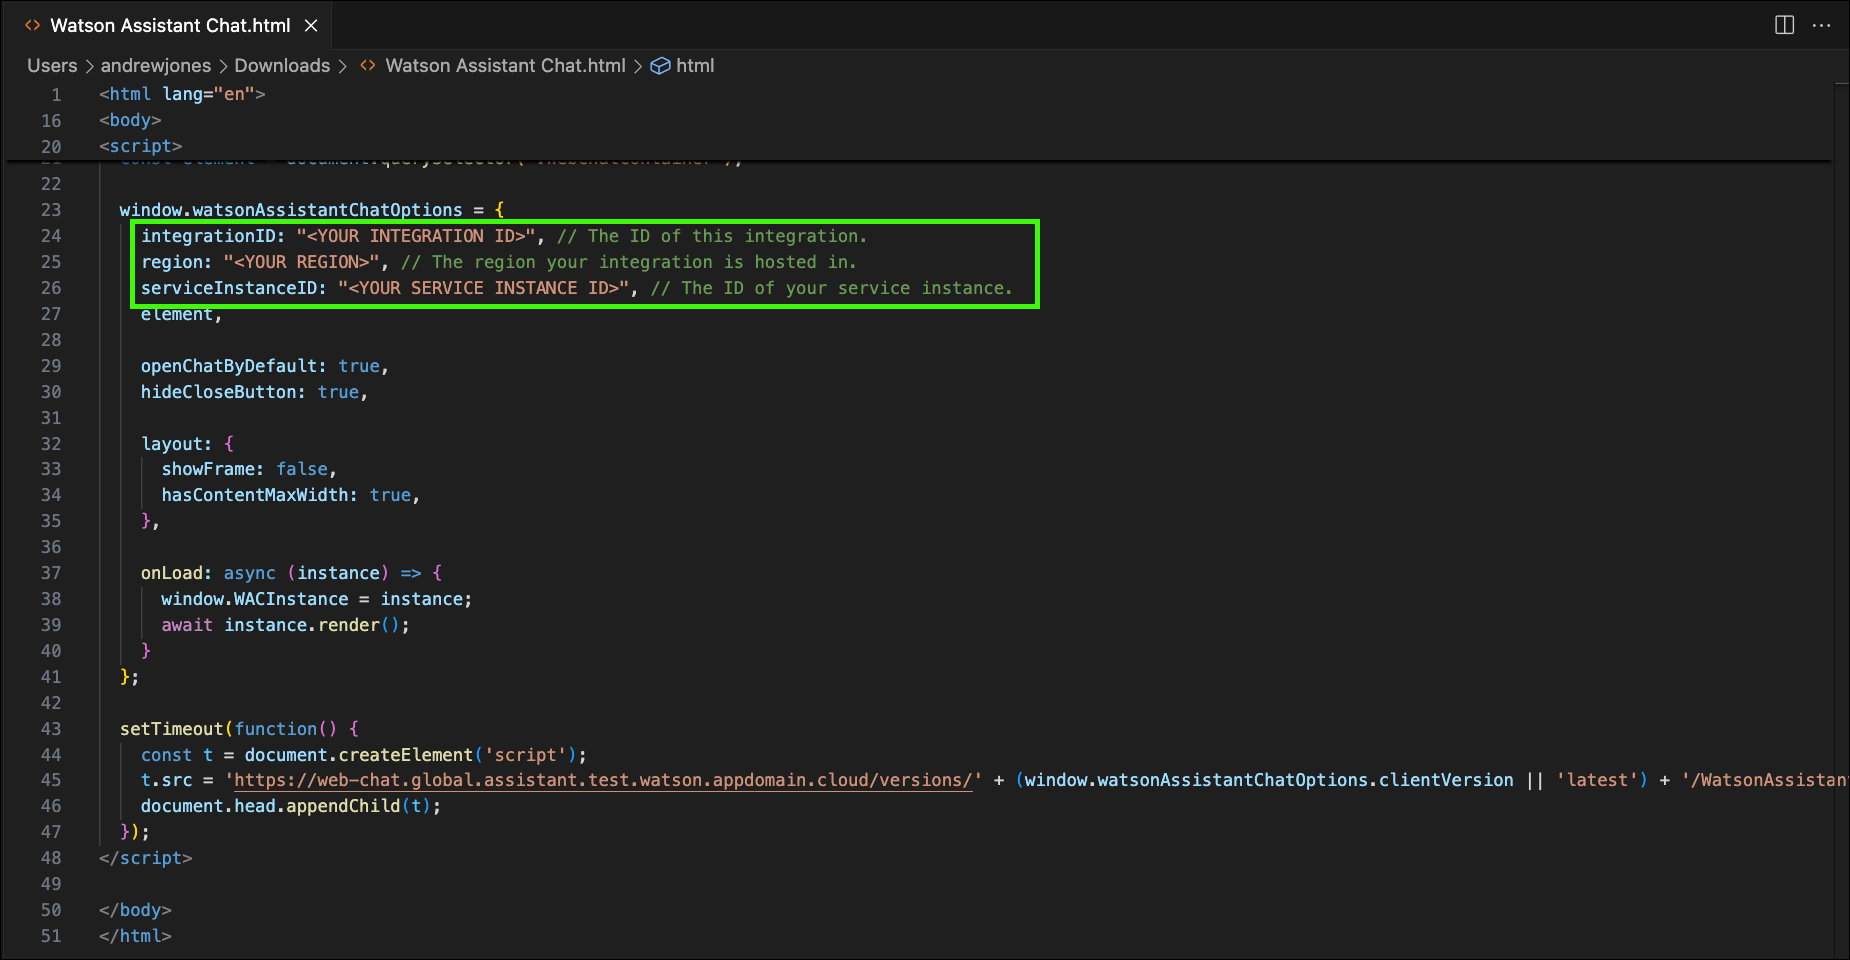 Watson Assistant Chat.html
Users > andrewjones > Downloads > Watson Assistant Chat.html > html
1 <html lang="en">
16 <body>
20 <script>
22
23 window.watsonAssistantChatOptions = {
24 integrationID: "<YOUR INTEGRATION ID>", // The ID of this integration.
25 region: "<YOUR REGION>", // The region your integration is hosted in.
26 serviceInstanceID: "<YOUR SERVICE INSTANCE ID>", // The ID of your service instance.
27 element,
28
29 openChatByDefault: true,
30 hideCloseButton: true,
31
32 layout: {
33 showFrame: false,
34 hasContentMaxWidth: true,
35 },
36
37 onLoad: async (instance) => {
38 window.WACInstance = instance;
39 await instance.render();
40 }
41 };
42
43 setTimeout(function() {
44 const t = document.createElement('script');
45 t.src = 'https://web-chat.global.assistant.test.watson.appdomain.cloud/versions/' + (window.watsonAssistantChatOptions.clientVersion || 'latest') + '/WatsonAssistan
46 document.head.appendChild(t);
47 });
48 </script>
49
50 </body>
51 </html>